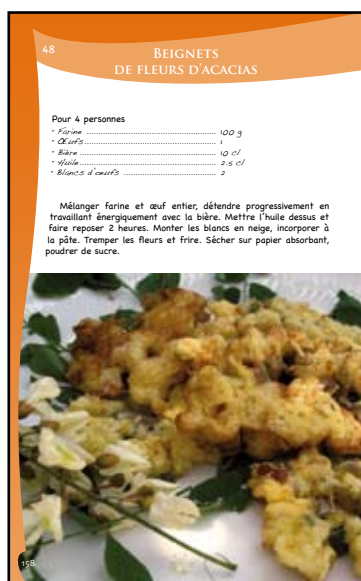 48
BEIGNETS
DE FLEURS D'ACACIAS
Pour 4 personnes
• Farine ........................................................ 100 g
• Œufs ........................................................ 1
• Bière ........................................................ 10 cl
• Huile ........................................................ 2.5 cl
• Blancs d'œufs ........................................ 2
Mélanger farine et œuf entier, détendre progressivement en
travaillant énergiquement avec la bière. Mettre l'huile dessus et
faire reposer 2 heures. Monter les blancs en neige, incorporer à
la pâte. Tremper les fleurs et frire. Sécher sur papier absorbant,
poudrer de sucre.
158